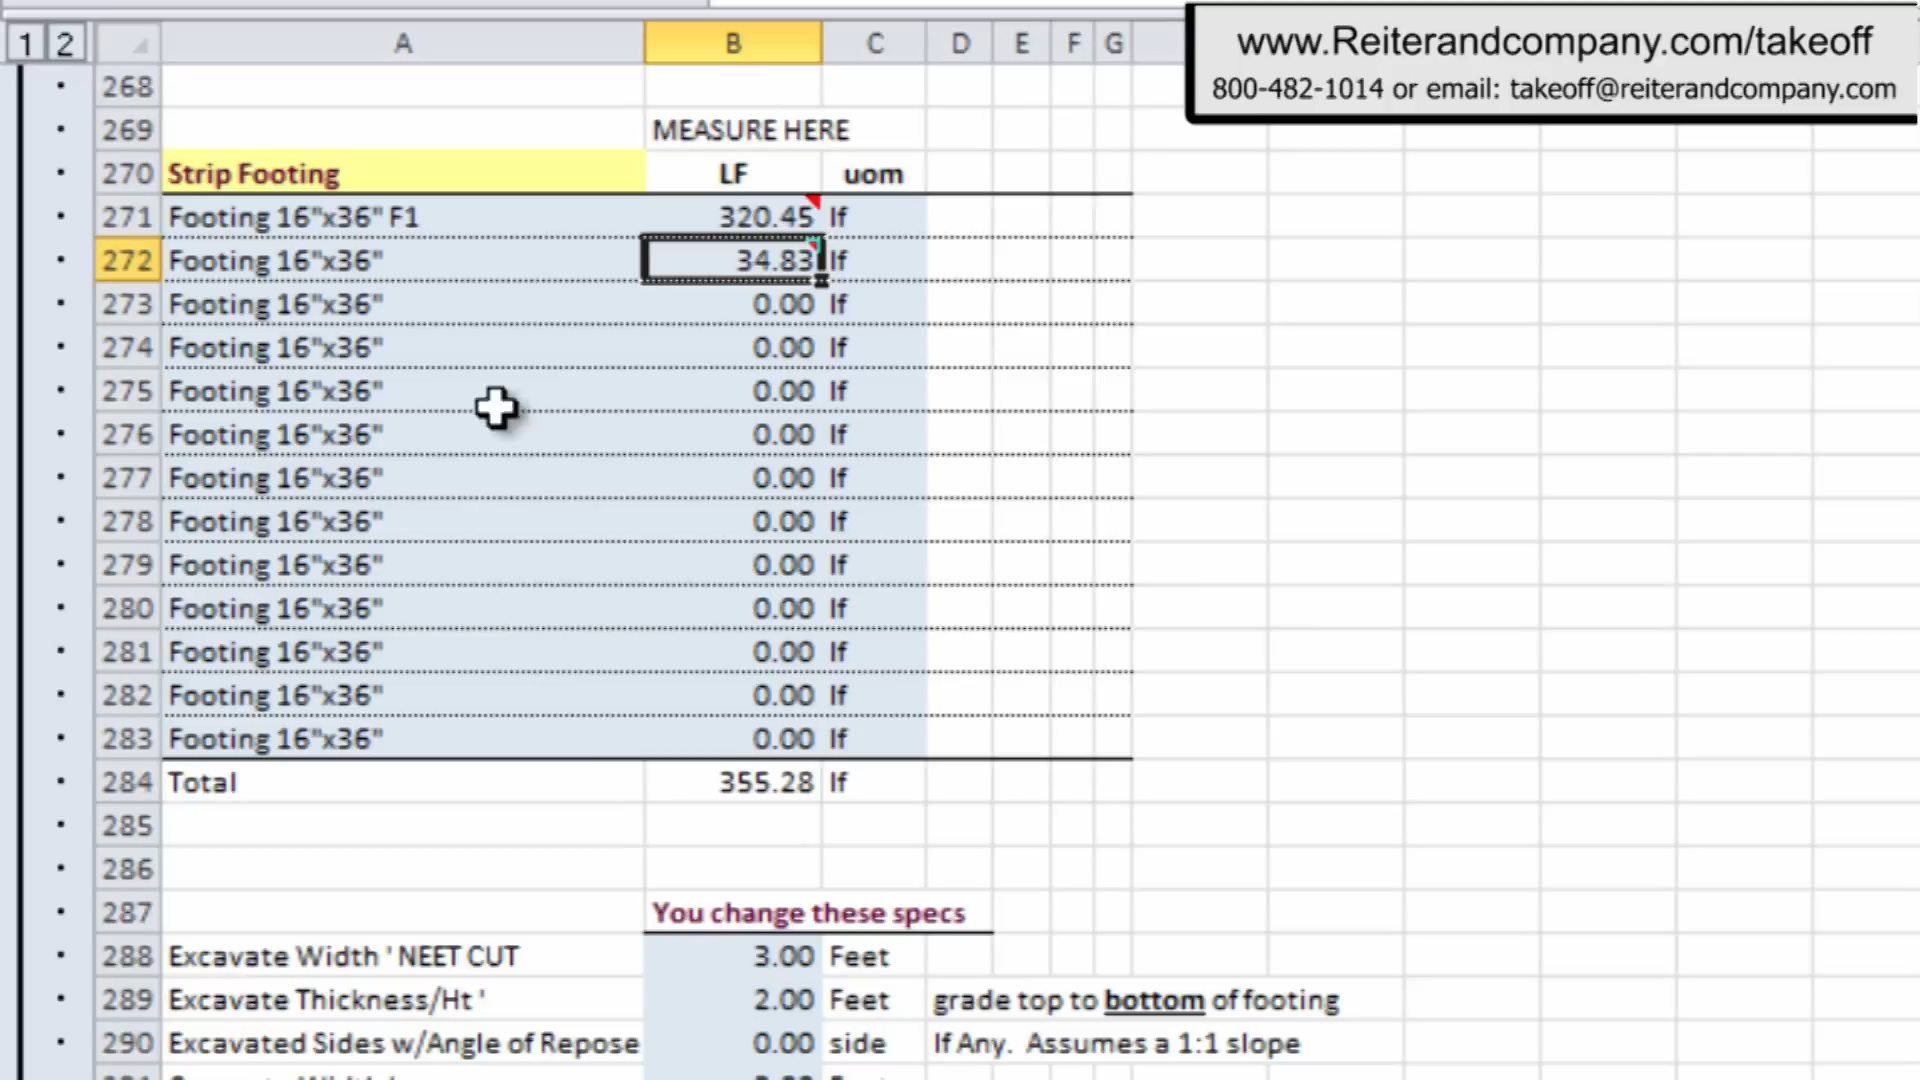 www.Reiterandcompany.com/takeoff
800-482-1014 or email: takeoff@reiterandcompany.com
1 2 A B C D E F G
268
269 MEASURE HERE
270 Strip Footing LF uom
271 Footing 16"x36" F1 320.45 lf
272 Footing 16"x36" 34.83 lf
273 Footing 16"x36" 0.00 lf
274 Footing 16"x36" 0.00 lf
275 Footing 16"x36" 0.00 lf
276 Footing 16"x36" 0.00 lf
277 Footing 16"x36" 0.00 lf
278 Footing 16"x36" 0.00 lf
279 Footing 16"x36" 0.00 lf
280 Footing 16"x36" 0.00 lf
281 Footing 16"x36" 0.00 lf
282 Footing 16"x36" 0.00 lf
283 Footing 16"x36" 0.00 lf
284 Total 355.28 lf
285
286
287 You change these specs
288 Excavate Width ' NEET CUT 3.00 Feet
289 Excavate Thickness/Ht ' 2.00 Feet grade top to bottom of footing
290 Excavated Sides w/Angle of Repose 0.00 side If Any. Assumes a 1:1 slope